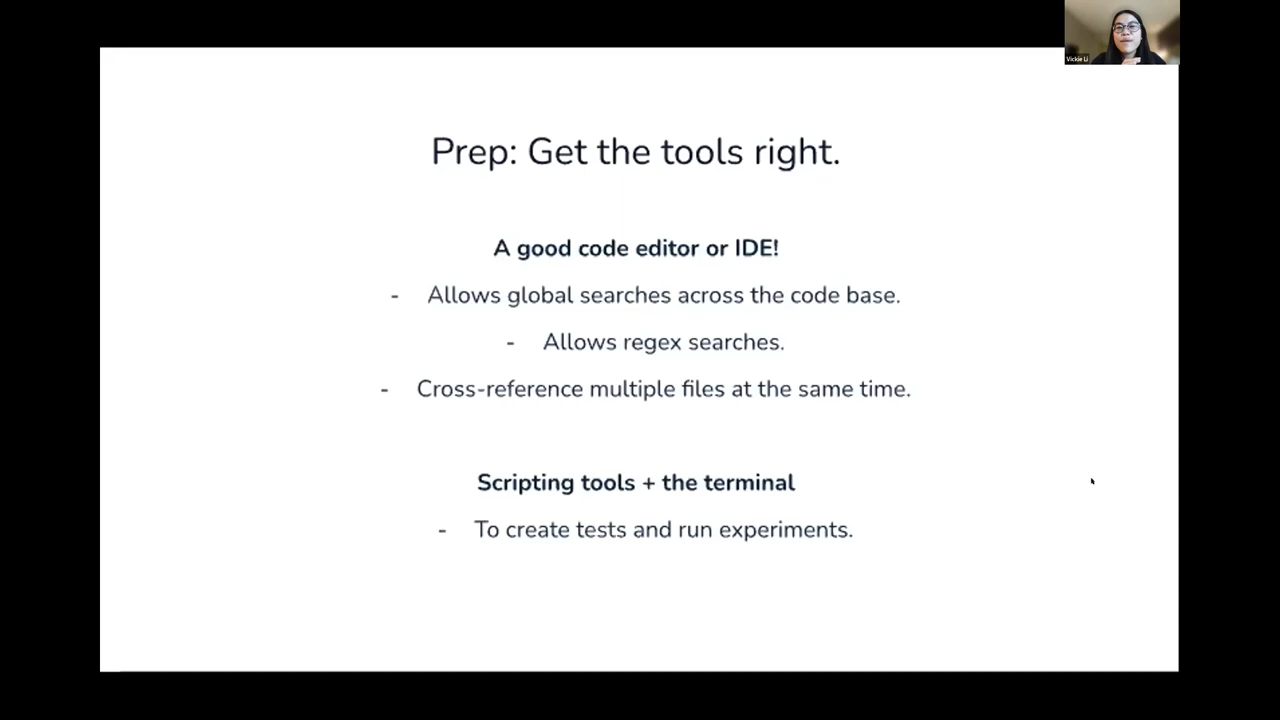 Vickie Li
Prep: Get the tools right.
A good code editor or IDE!
- Allows global searches across the code base.
- Allows regex searches.
- Cross-reference multiple files at the same time.
Scripting tools + the terminal
- To create tests and run experiments.